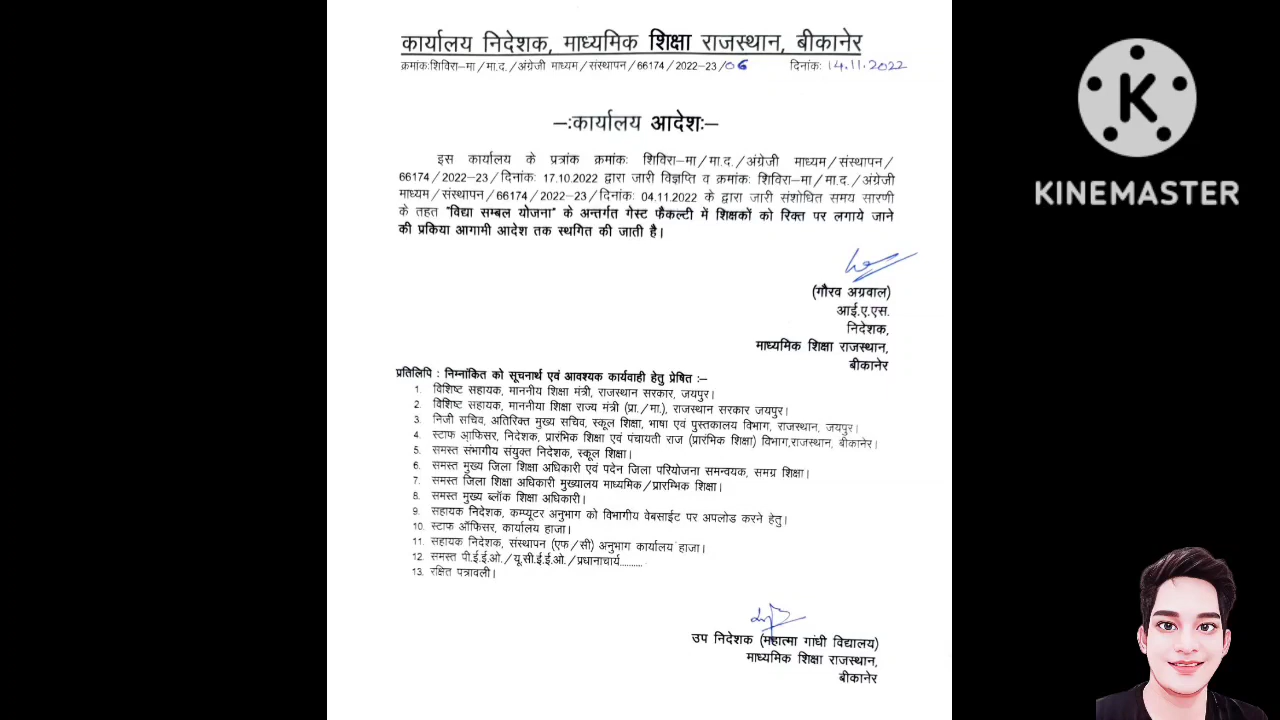 कार्यालय निदेशक, माध्यमिक शिक्षा राजस्थान, बीकानेर
क्रमांक:शिविरा–मा/मा.द./अंग्रेजी माध्यम/संस्थापन/66174/2022-23/06 दिनांक: 14.11.2022
–:कार्यालय आदेश:–
इस कार्यालय के प्रत्रांक क्रमांक: शिविरा–मा/मा.द./अंग्रेजी माध्यम/संस्थापन/
66174/2022-23/दिनांक: 17.10.2022 द्वारा जारी विज्ञप्ति व क्रमांक: शिविरा–मा/मा.द./अंग्रेजी
माध्यम/संस्थापन/66174/2022-23/दिनांक: 04.11.2022 के द्वारा जारी संशोधित समय सारणी
के तहत "विद्या सम्बल योजना" के अन्तर्गत गेस्ट फैकल्टी में शिक्षकों को रिक्त पर लगाये जाने
की प्रकिया आगामी आदेश तक स्थगित की जाती है।
(गौरव अग्रवाल)
आई.ए.एस.
निदेशक,
माध्यमिक शिक्षा राजस्थान,
बीकानेर
प्रतिलिपि : निम्नांकित को सूचनार्थ एवं आवश्यक कार्यवाही हेतु प्रेषित :–
1. विशिष्ट सहायक, माननीय शिक्षा मंत्री, राजस्थान सरकार, जयपुर।
2. विशिष्ट सहायक, माननीया शिक्षा राज्य मंत्री (प्रा./मा.), राजस्थान सरकार जयपुर।
3. निजी सचिव, अतिरिक्त मुख्य सचिव, स्कूल शिक्षा, भाषा एवं पुस्तकालय विभाग, राजस्थान, जयपुर।
4. स्टाफ आफिसर, निदेशक, प्रारंभिक शिक्षा एवं पंचायती राज (प्रारंभिक शिक्षा) विभाग,राजस्थान, बीकानेर।
5. समस्त संभागीय संयुक्त निदेशक, स्कूल शिक्षा।
6. समस्त मुख्य जिला शिक्षा अधिकारी एवं पदेन जिला परियोजना समन्वयक, समग्र शिक्षा।
7. समस्त जिला शिक्षा अधिकारी मुख्यालय माध्यमिक/प्रारम्भिक शिक्षा।
8. समस्त मुख्य ब्लॉक शिक्षा अधिकारी।
9. सहायक निदेशक, कम्प्यूटर अनुभाग को विभागीय वेबसाईट पर अपलोड करने हेतु।
10. स्टाफ ऑफिसर, कार्यालय हाजा।
11. सहायक निदेशक, संस्थापन (एफ/सी) अनुभाग कार्यालय हाजा।
12. समस्त पी.ई.ई.ओ./यू.सी.ई.ई.ओ./प्रधानाचार्य..........
13. रक्षित पत्रावली।
उप निदेशक (महात्मा गांधी विद्यालय)
माध्यमिक शिक्षा राजस्थान,
बीकानेर
K
KINEMASTER